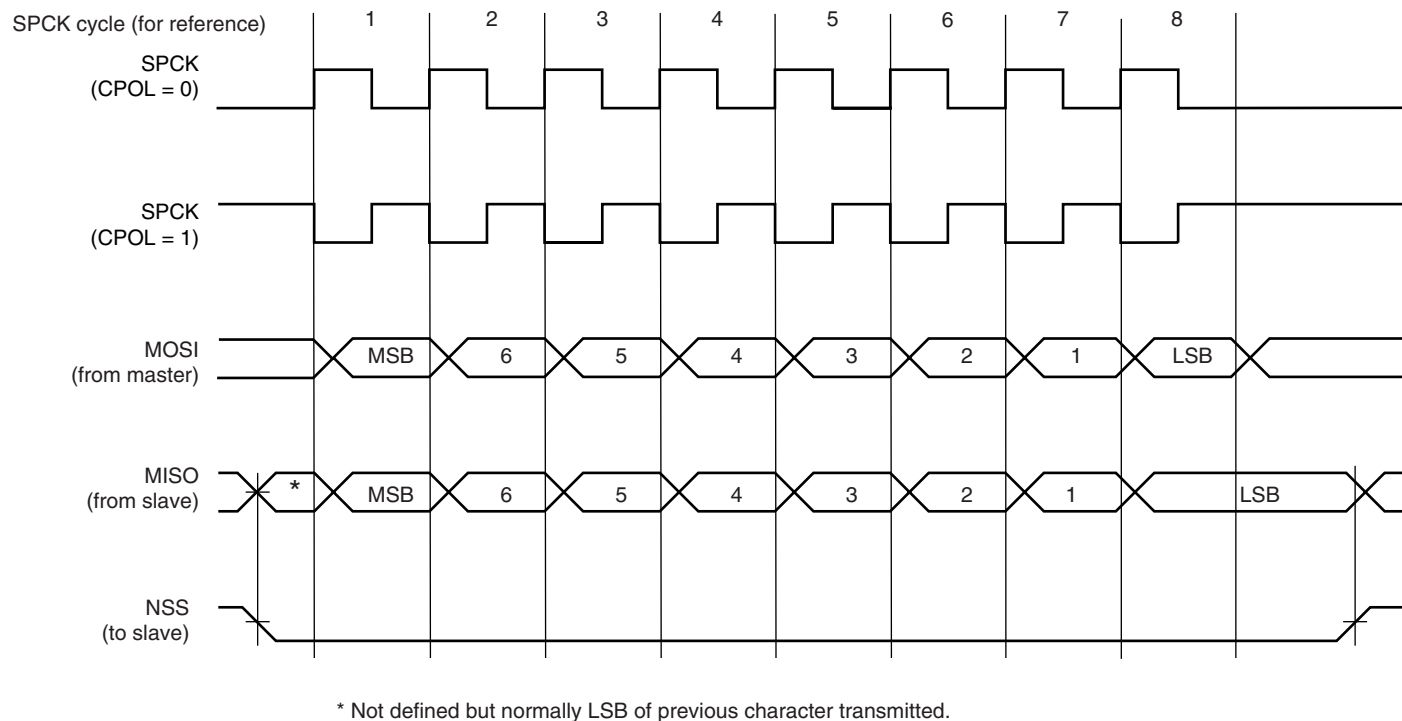 SPCK cycle (for reference) 1 2 3 4 5 6 7 8
SPCK
(CPOL = 0)
SPCK
(CPOL = 1)
MOSI
(from master)
MSB 6 5 4 3 2 1 LSB
MISO
(from slave)
* MSB 6 5 4 3 2 1 LSB
NSS
(to slave)
* Not defined but normally LSB of previous character transmitted.